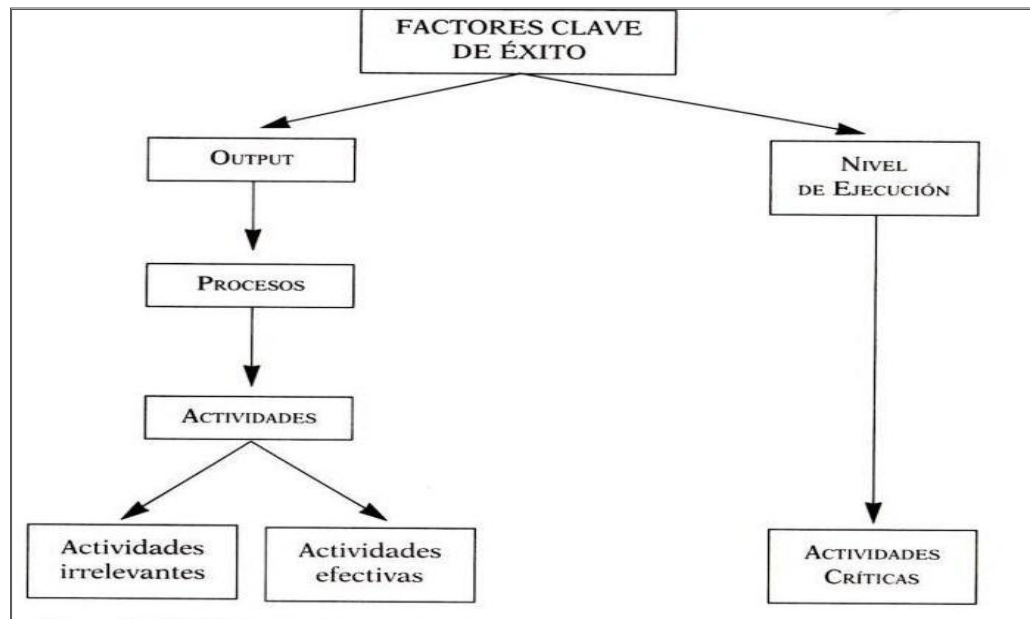 FACTORES CLAVE
DE ÉXITO
OUTPUT
NIVEL
DE EJECUCIÓN
PROCESOS
ACTIVIDADES
Actividades
irrelevantes
Actividades
efectivas
ACTIVIDADES
CRÍTICAS